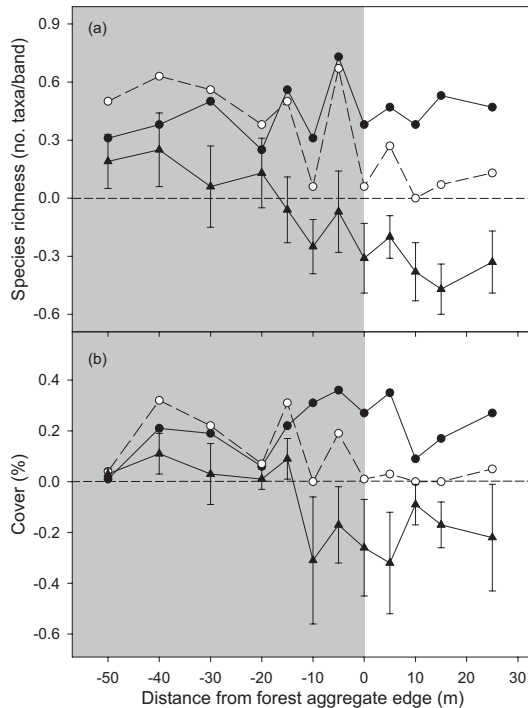 (a)
Species richness (no. taxa/band)
0.9
0.6
0.3
0.0
-0.3
-0.6
(b)
Cover (%)
0.4
0.2
0.0
-0.2
-0.4
-0.6
-50 -40 -30 -20 -10 0 10 20 30
Distance from forest aggregate edge (m)